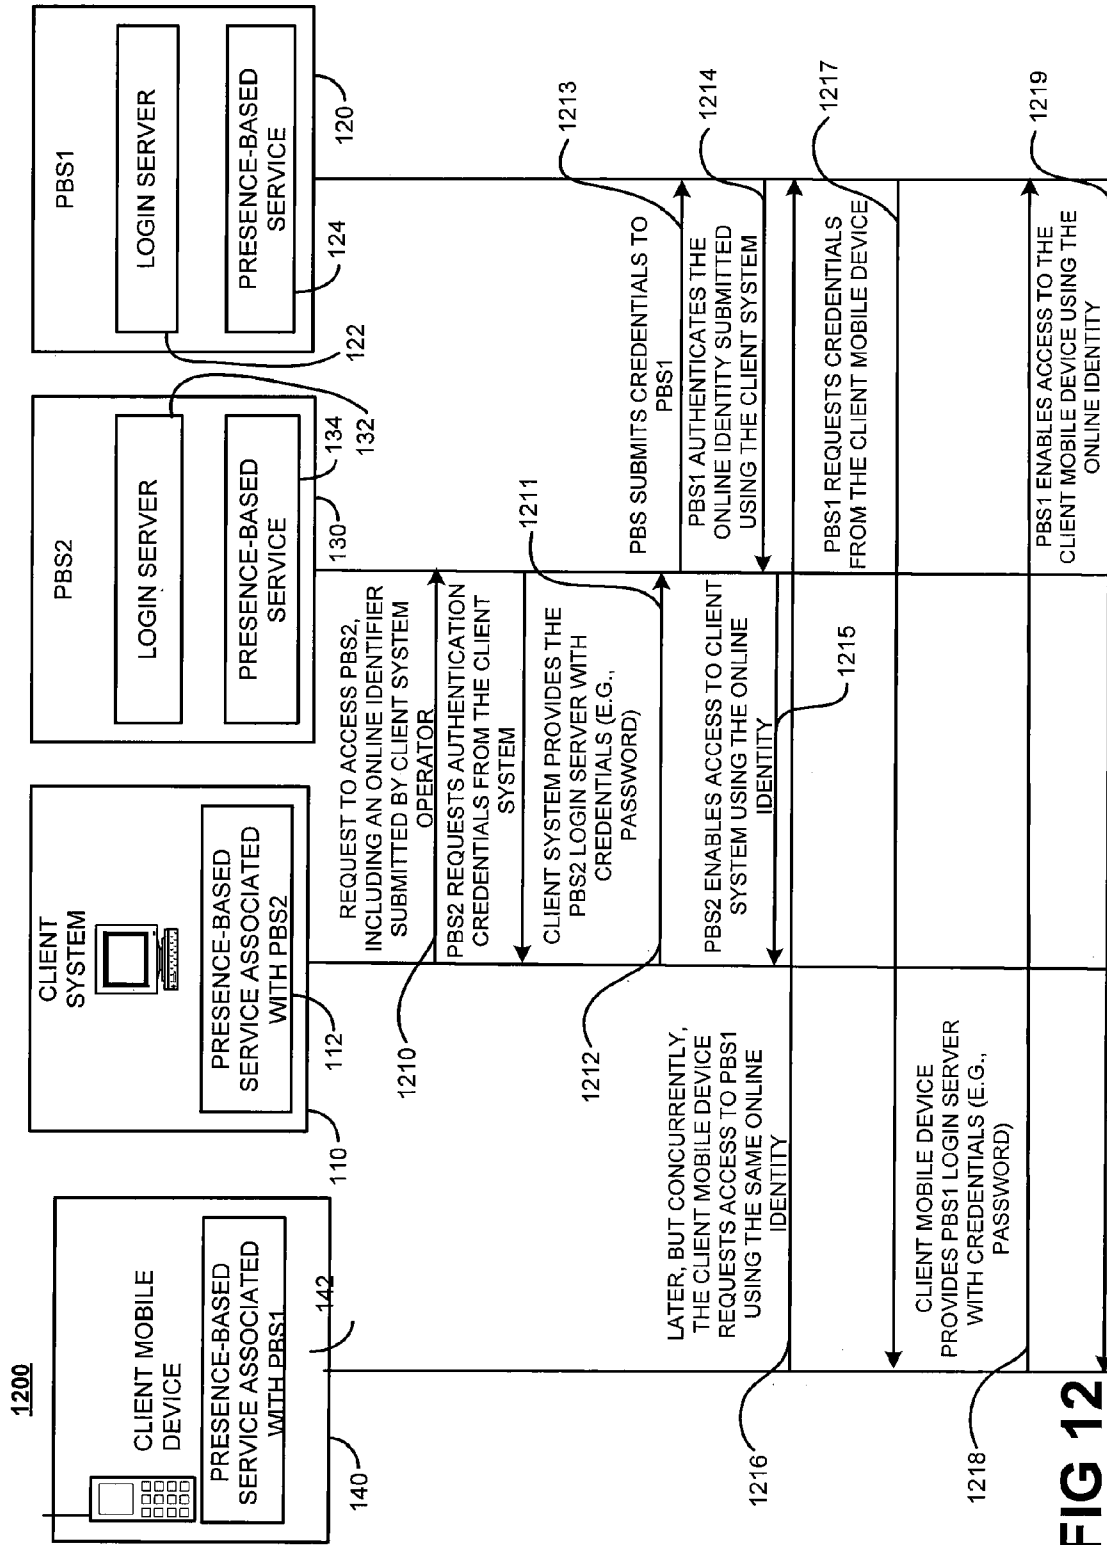 1200
CLIENT MOBILE
DEVICE
PRESENCE-BASED
SERVICE ASSOCIATED
WITH PBS1
142
140
CLIENT
SYSTEM
PRESENCE-BASED
SERVICE ASSOCIATED
WITH PBS2
112
110
PBS2
LOGIN SERVER
PRESENCE-BASED
SERVICE
134
132
130
PBS1
LOGIN SERVER
PRESENCE-BASED
SERVICE
122
124
120
REQUEST TO ACCESS PBS2,
INCLUDING AN ONLINE IDENTIFIER
SUBMITTED BY CLIENT SYSTEM
OPERATOR
1210
PBS2 REQUESTS AUTHENTICATION
CREDENTIALS FROM THE CLIENT
SYSTEM
1211
CLIENT SYSTEM PROVIDES THE
PBS2 LOGIN SERVER WITH
CREDENTIALS (E.G.,
PASSWORD)
1212
PBS SUBMITS CREDENTIALS TO
PBS1
1213
PBS1 AUTHENTICATES THE
ONLINE IDENTITY SUBMITTED
USING THE CLIENT SYSTEM
1214
PBS2 ENABLES ACCESS TO CLIENT
SYSTEM USING THE ONLINE
IDENTITY
1215
LATER, BUT CONCURRENTLY,
THE CLIENT MOBILE DEVICE
REQUESTS ACCESS TO PBS1
USING THE SAME ONLINE
IDENTITY
1216
PBS1 REQUESTS CREDENTIALS
FROM THE CLIENT MOBILE DEVICE
1217
CLIENT MOBILE DEVICE
PROVIDES PBS1 LOGIN SERVER
WITH CREDENTIALS (E.G.,
PASSWORD)
1218
PBS1 ENABLES ACCESS TO THE
CLIENT MOBILE DEVICE USING THE
ONLINE IDENTITY
1219
FIG 12